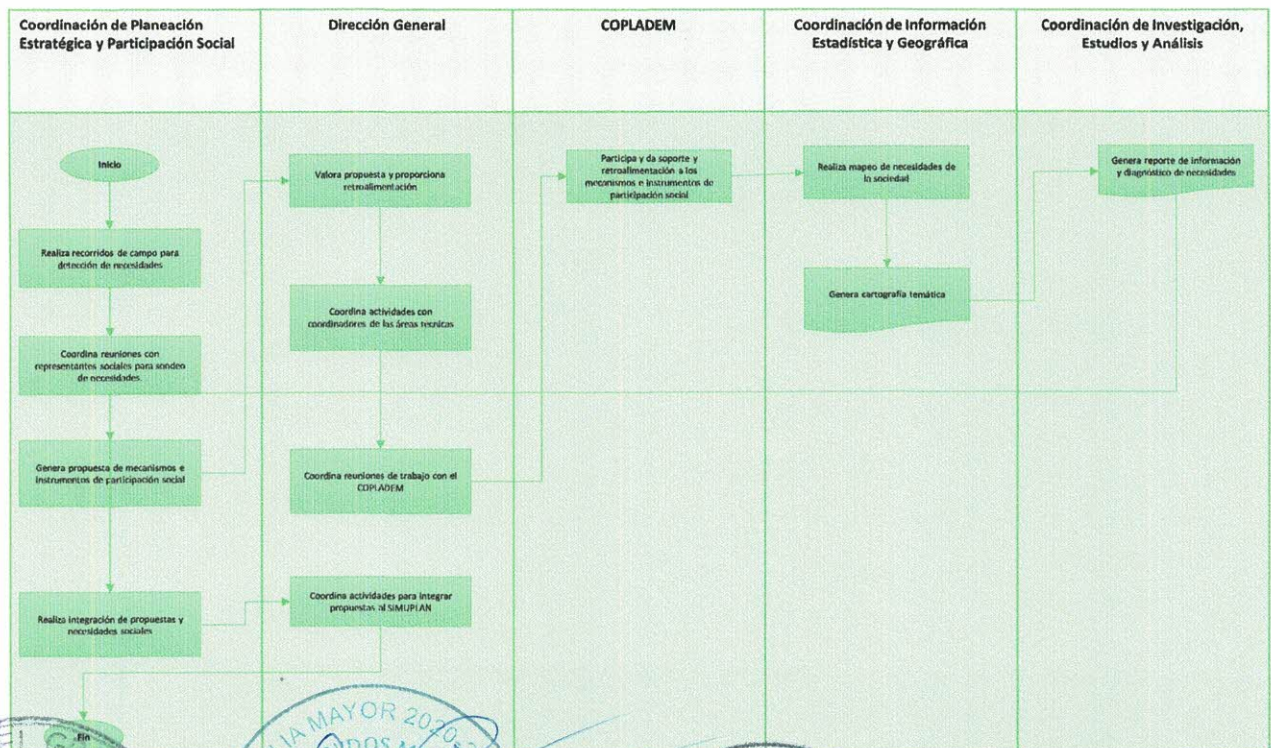 Coordinación de Planeación
Estratégica y Participación Social
Dirección General
COPLADEM
Coordinación de Información
Estadística y Geográfica
Coordinación de Investigación,
Estudios y Análisis
Inicio
Realiza recorridos de campo para
detección de necesidades
Coordina reuniones con
representantes sociales para sondeo
de necesidades.
Genera propuesta de mecanismos e
instrumentos de participación social
Realiza integración de propuestas y
necesidades sociales
Fin
Valora propuesta y proporciona
retroalimentación
Coordina actividades con
coordinadores de las áreas tecnicas
Coordina reuniones de trabajo con el
COPLADEM
Coordina actividades para integrar
propuestas al SIMUPLAN
Participa y da soporte y
retroalimentación a los
mecanismos e instrumentos de
participación social
Realiza mapeo de necesidades de
la sociedad
Genera cartografía temática
Genera reporte de información
y diagnóstico de necesidades
MAYOR